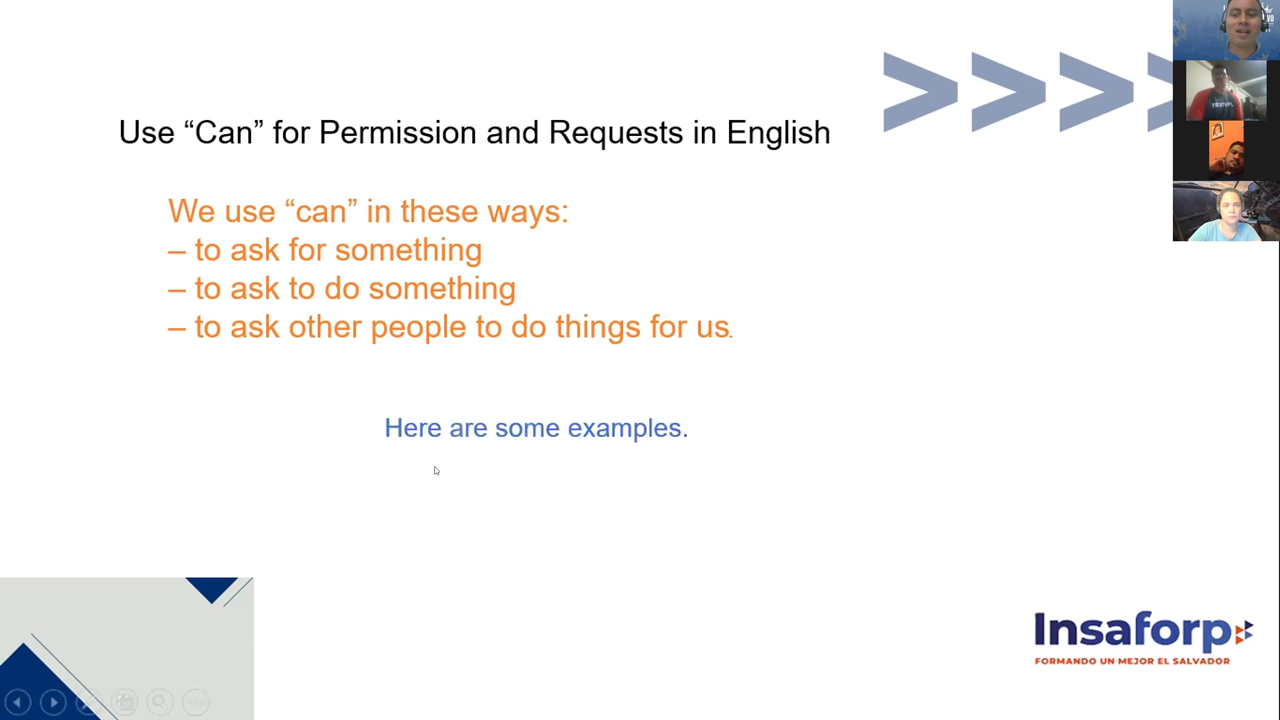 Use “Can” for Permission and Requests in English
We use “can” in these ways:
– to ask for something
– to ask to do something
– to ask other people to do things for us.
Here are some examples.
Insaforp
FORMANDO UN MEJOR EL SALVADOR